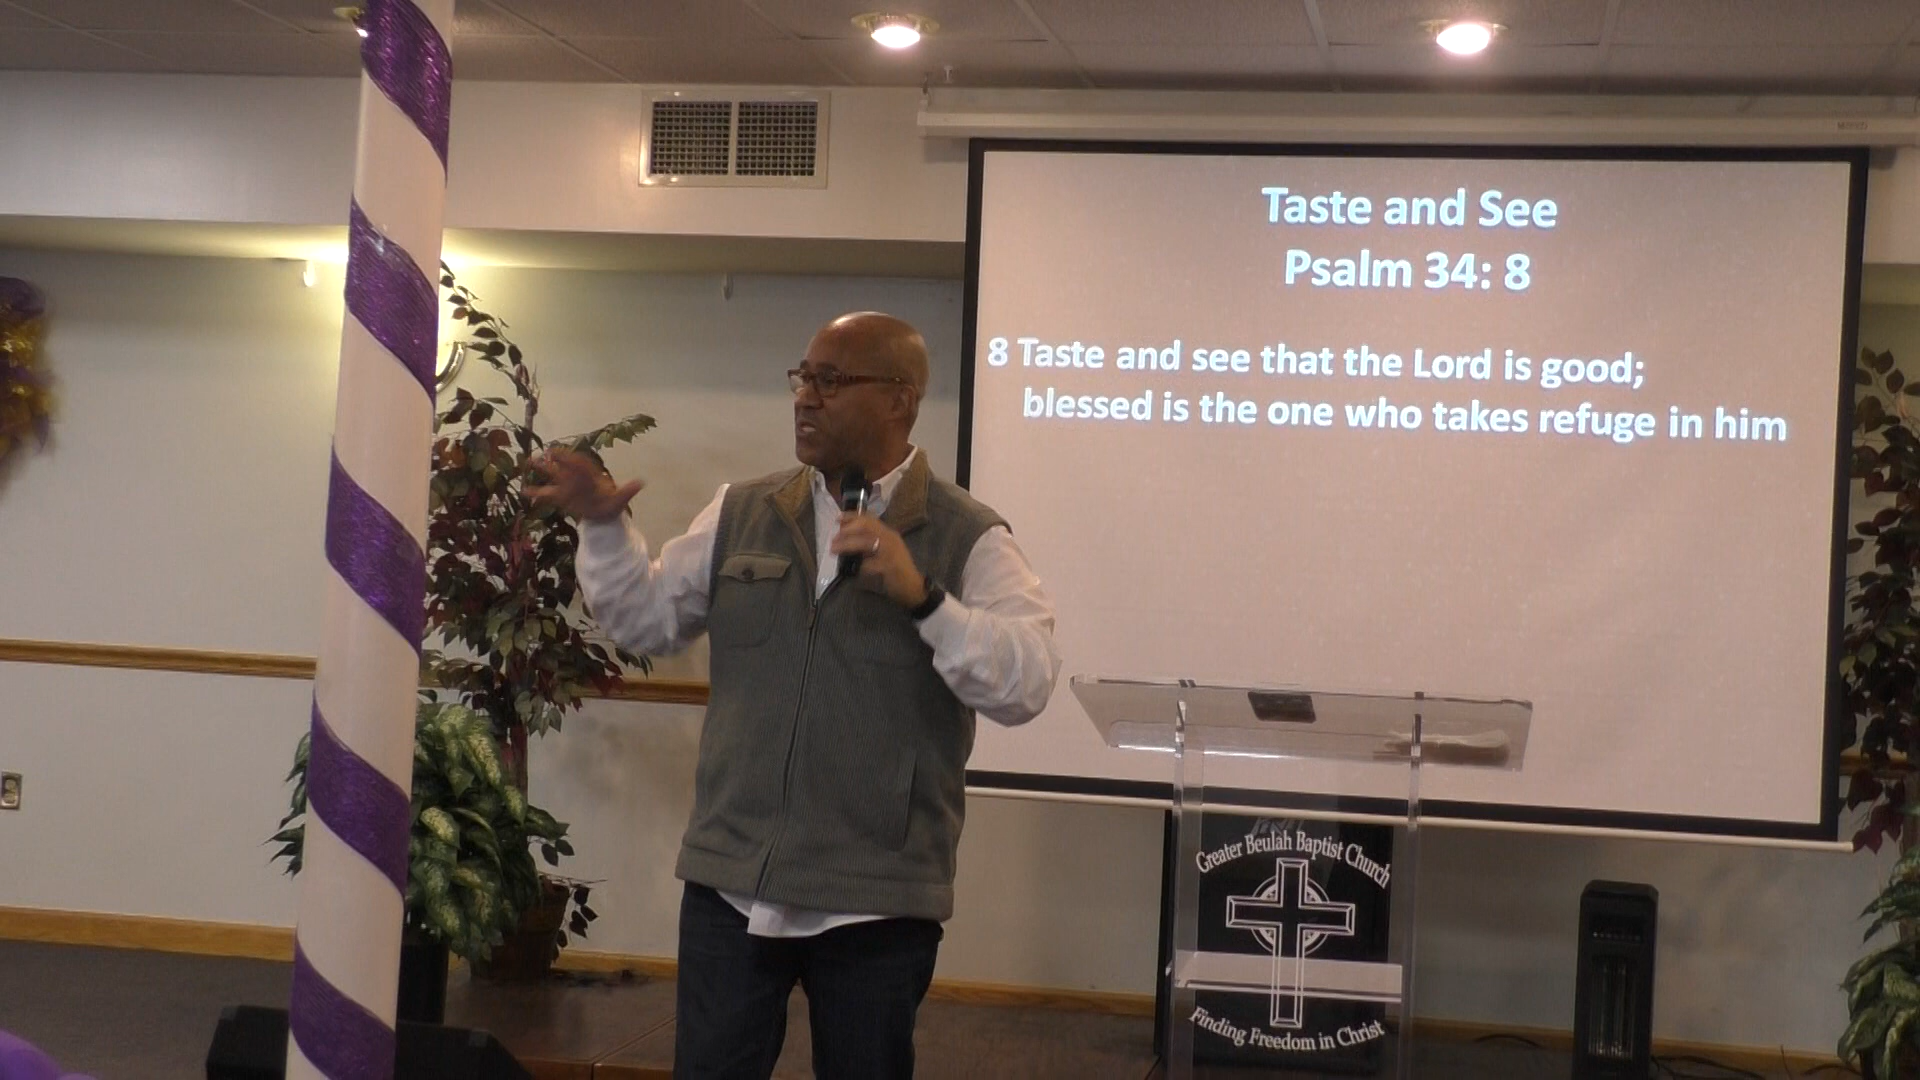 Taste and See
Psalm 34: 8
8 Taste and see that the Lord is good;
blessed is the one who takes refuge in him
Greater Beulah Baptist Church
Finding Freedom in Christ